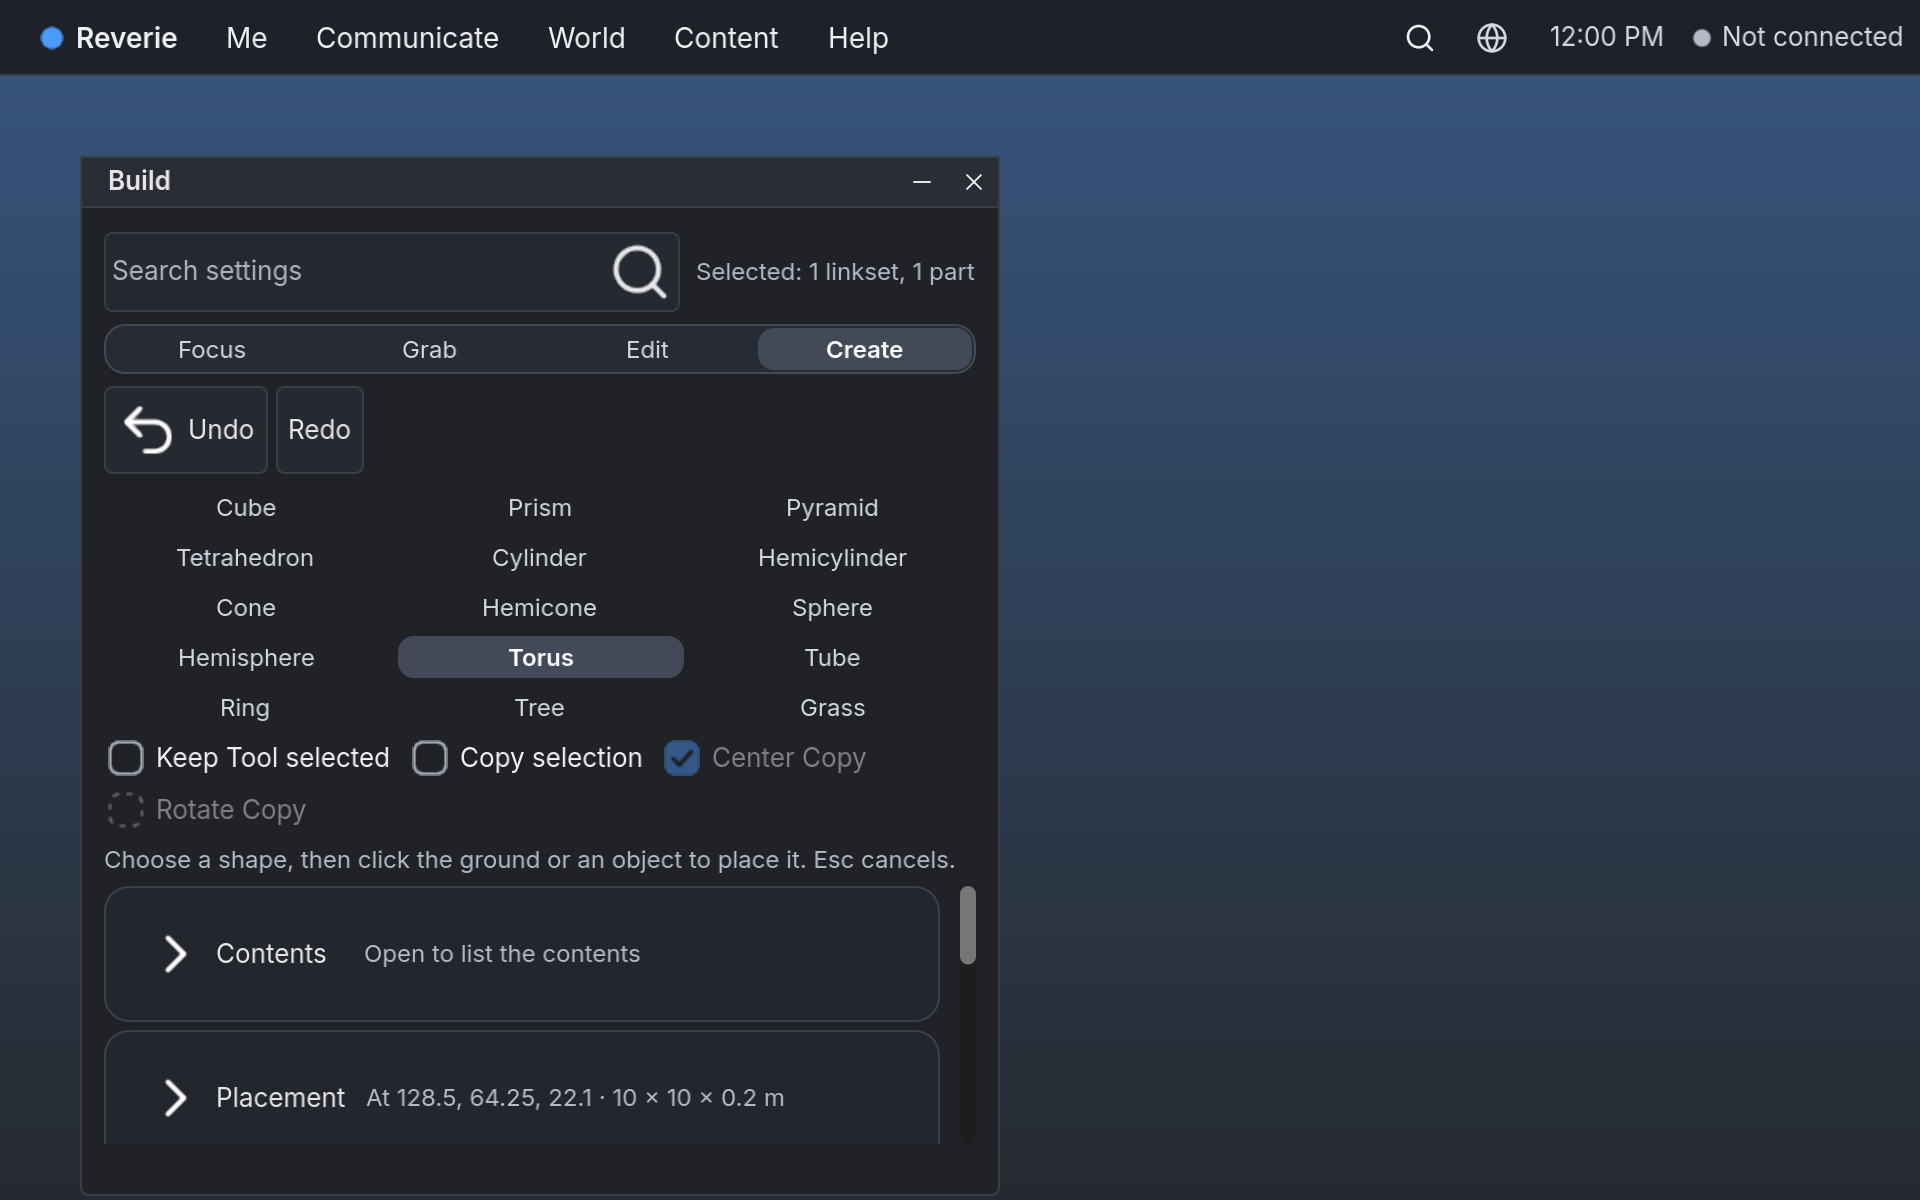 Reverie Me Communicate World Content Help 12:00 PM Not connected
Build
Search settings Selected: 1 linkset, 1 part
Focus Grab Edit Create
Undo Redo
Cube Prism Pyramid
Tetrahedron Cylinder Hemicylinder
Cone Hemicone Sphere
Hemisphere Torus Tube
Ring Tree Grass
Keep Tool selected Copy selection Center Copy
Rotate Copy
Choose a shape, then click the ground or an object to place it. Esc cancels.
Contents Open to list the contents
Placement At 128.5, 64.25, 22.1 · 10 × 10 × 0.2 m